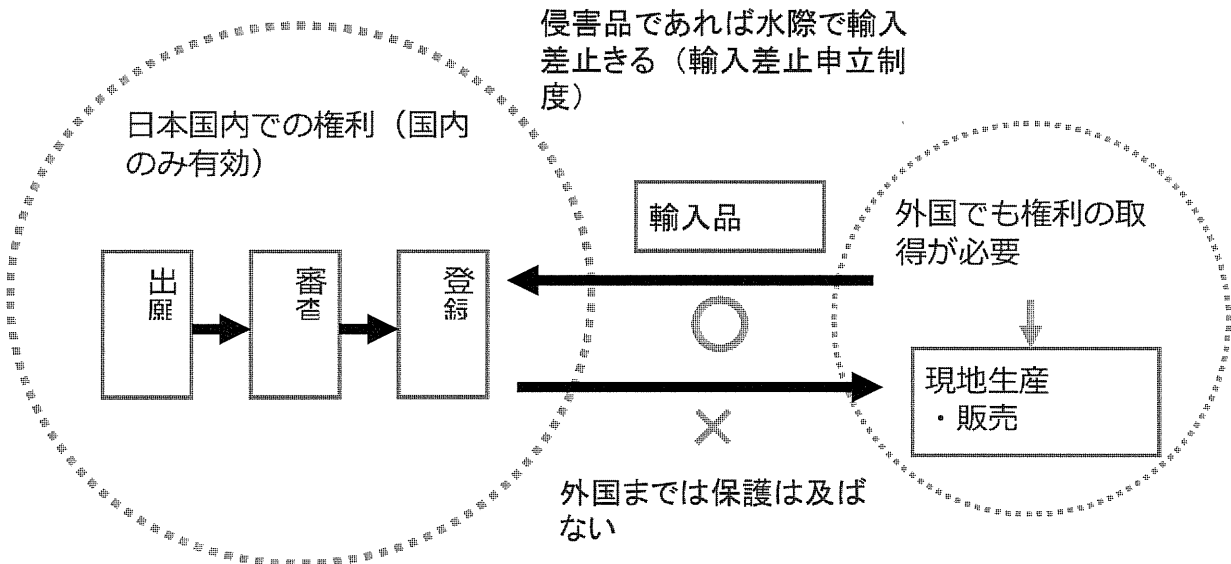 侵害品であれば水際で輸入
差止きる（輸入差止申立制
度）
日本国内での権利（国内
のみ有効）
輸入品
外国でも権利の取
得が必要
出願
審査
登録
現地生産
・販売
外国までは保護は及ば
ない